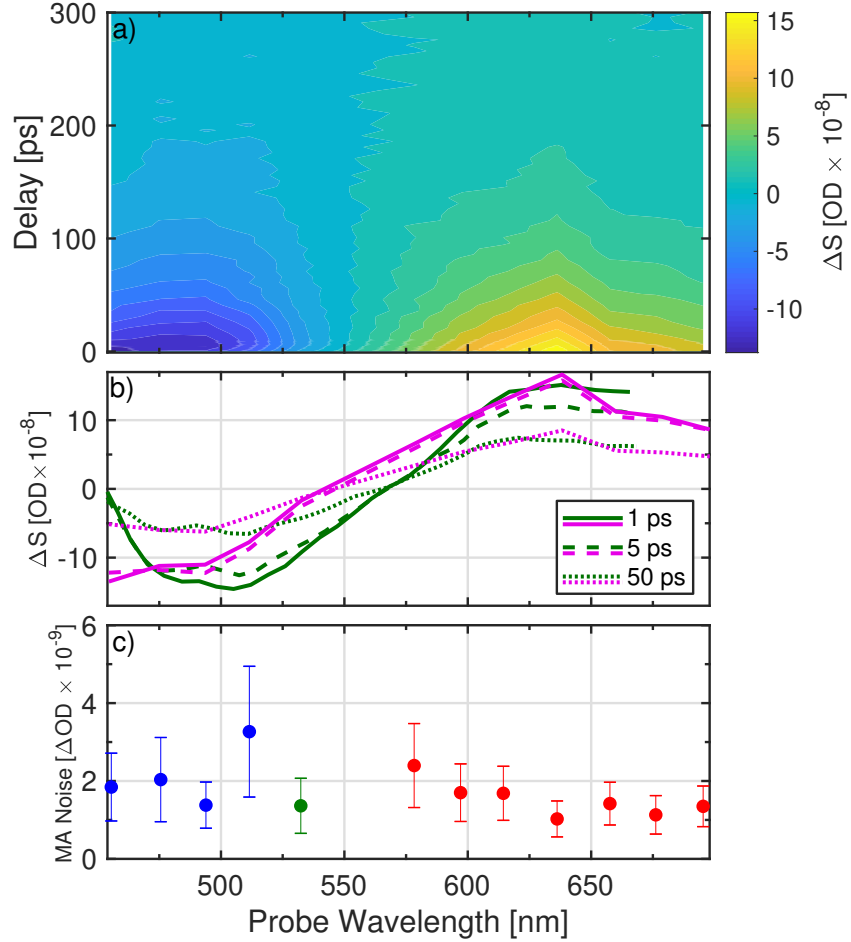 a)
300
200
100
0
Delay [ps]
15
10
5
0
-5
-10
ΔS [OD × 10-8]
b)
10
0
-10
ΔS [OD×10-8]
1 ps
5 ps
50 ps
c)
6
4
2
0
MA Noise [ΔOD × 10-9]
500 550 600 650
Probe Wavelength [nm]